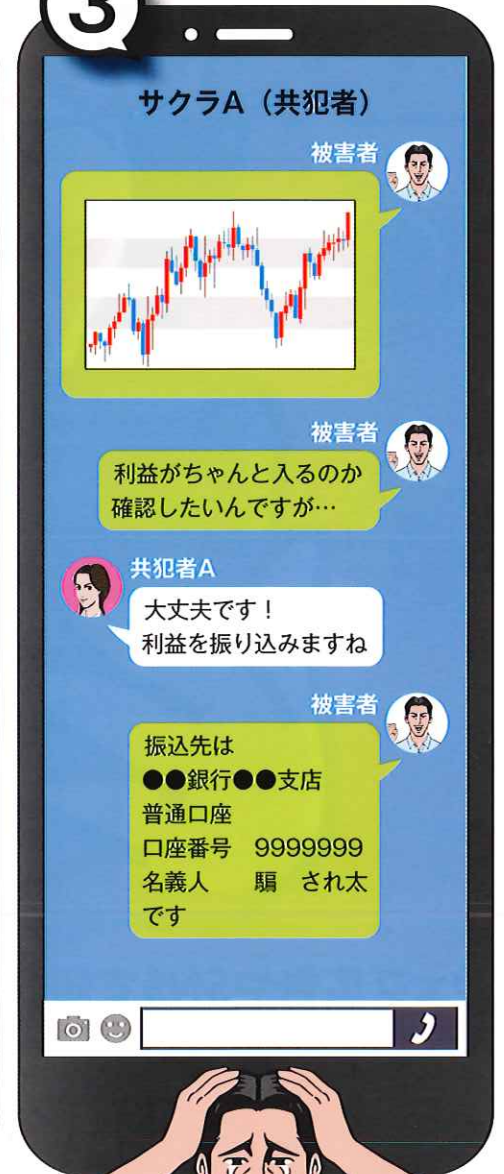 3
サクラA（共犯者）
被害者
被害者
利益がちゃんと入るのか
確認したいんですが…
共犯者A
大丈夫です！
利益を振り込みますね
被害者
振込先は
●●銀行●●支店
普通口座
口座番号　9999999
名義人　　騙　され太
です